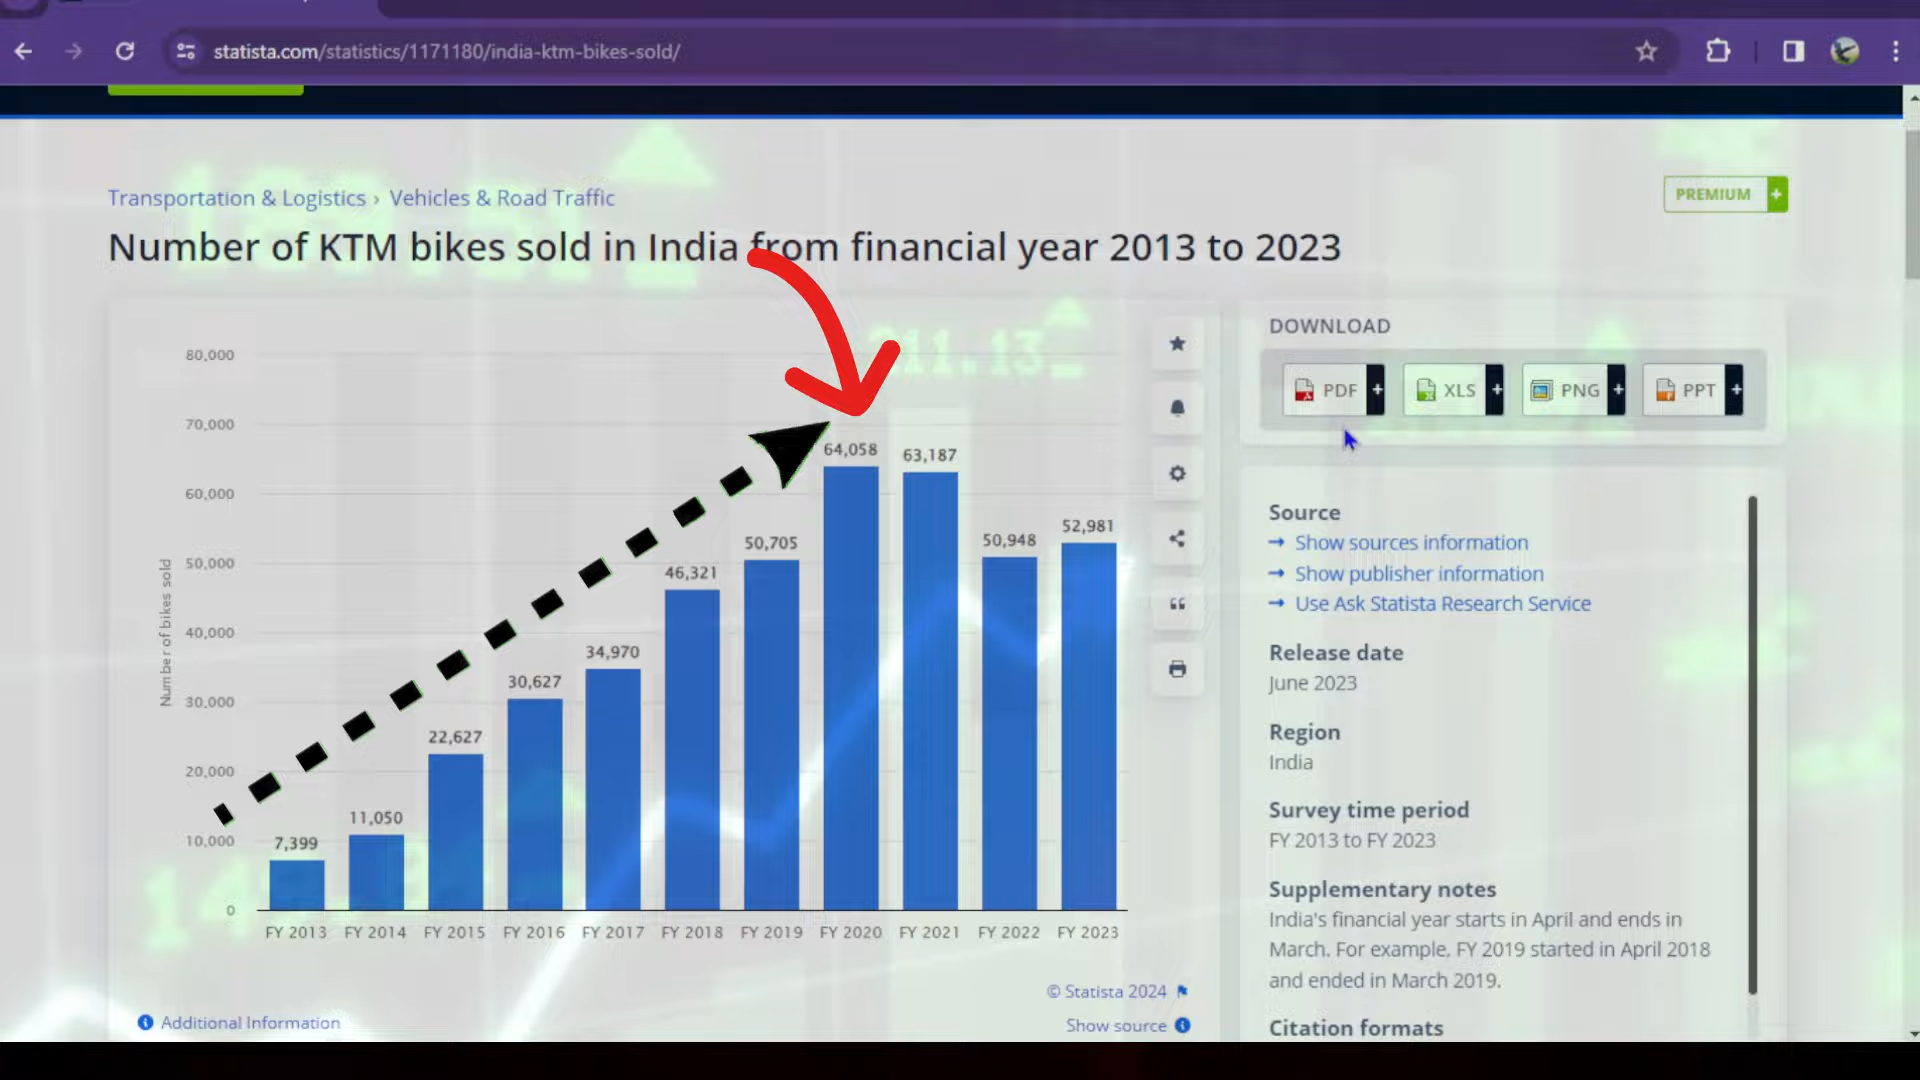 statista.com/statistics/1171180/india-ktm-bikes-sold/
Transportation & Logistics › Vehicles & Road Traffic
PREMIUM +
Number of KTM bikes sold in India from financial year 2013 to 2023
DOWNLOAD
PDF +
XLS +
PNG +
PPT +
211.13
Number of bikes sold
80,000
70,000
60,000
50,000
40,000
30,000
20,000
10,000
0
7,399
11,050
22,627
30,627
34,970
46,321
50,705
64,058
63,187
50,948
52,981
FY 2013
FY 2014
FY 2015
FY 2016
FY 2017
FY 2018
FY 2019
FY 2020
FY 2021
FY 2022
FY 2023
© Statista 2024
Additional Information
Show source
Source
→ Show sources information
→ Show publisher information
→ Use Ask Statista Research Service
Release date
June 2023
Region
India
Survey time period
FY 2013 to FY 2023
Supplementary notes
India's financial year starts in April and ends in
March. For example, FY 2019 started in April 2018
and ended in March 2019.
Citation formats